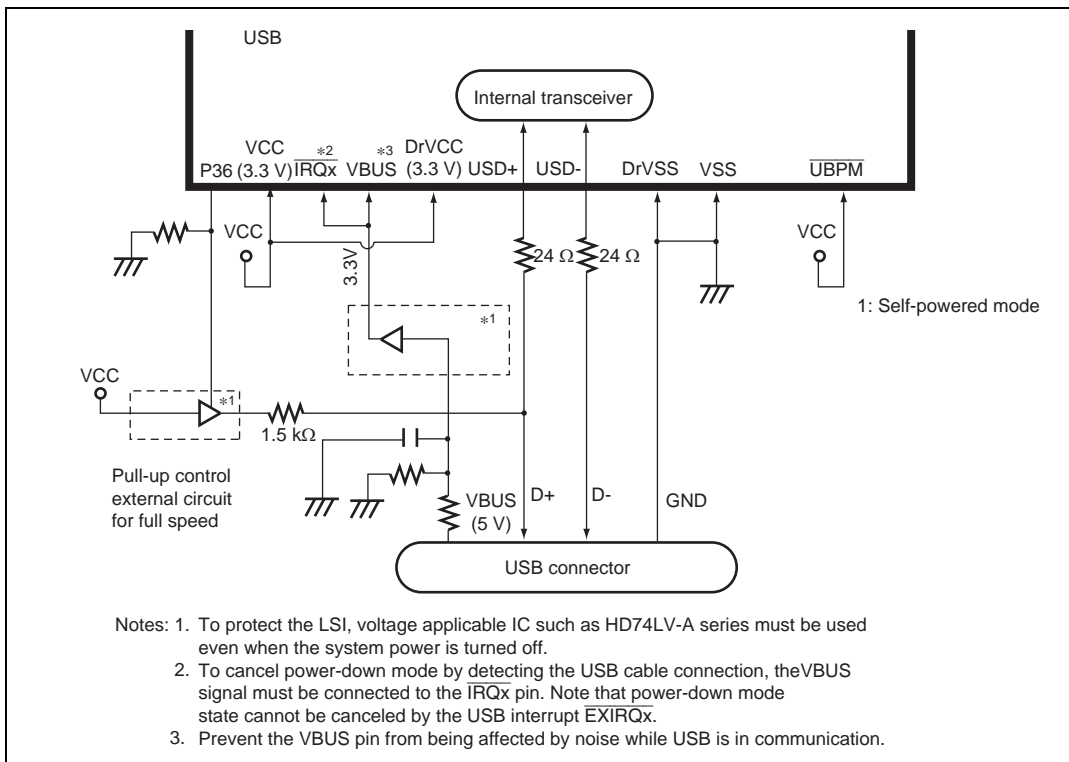 USB
Internal transceiver
VCC *2 *3 DrVCC
P36 (3.3 V) IRQx VBUS (3.3 V) USD+ USD- DrVSS VSS UBPM
VCC
3.3V
24 Ω
24 Ω
VCC
1: Self-powered mode
*1
VCC
*1
1.5 kΩ
Pull-up control
external circuit
for full speed
VBUS
(5 V)
D+
D-
GND
USB connector
Notes: 1. To protect the LSI, voltage applicable IC such as HD74LV-A series must be used
even when the system power is turned off.
2. To cancel power-down mode by detecting the USB cable connection, theVBUS
signal must be connected to the IRQx pin. Note that power-down mode
state cannot be canceled by the USB interrupt EXIRQx.
3. Prevent the VBUS pin from being affected by noise while USB is in communication.